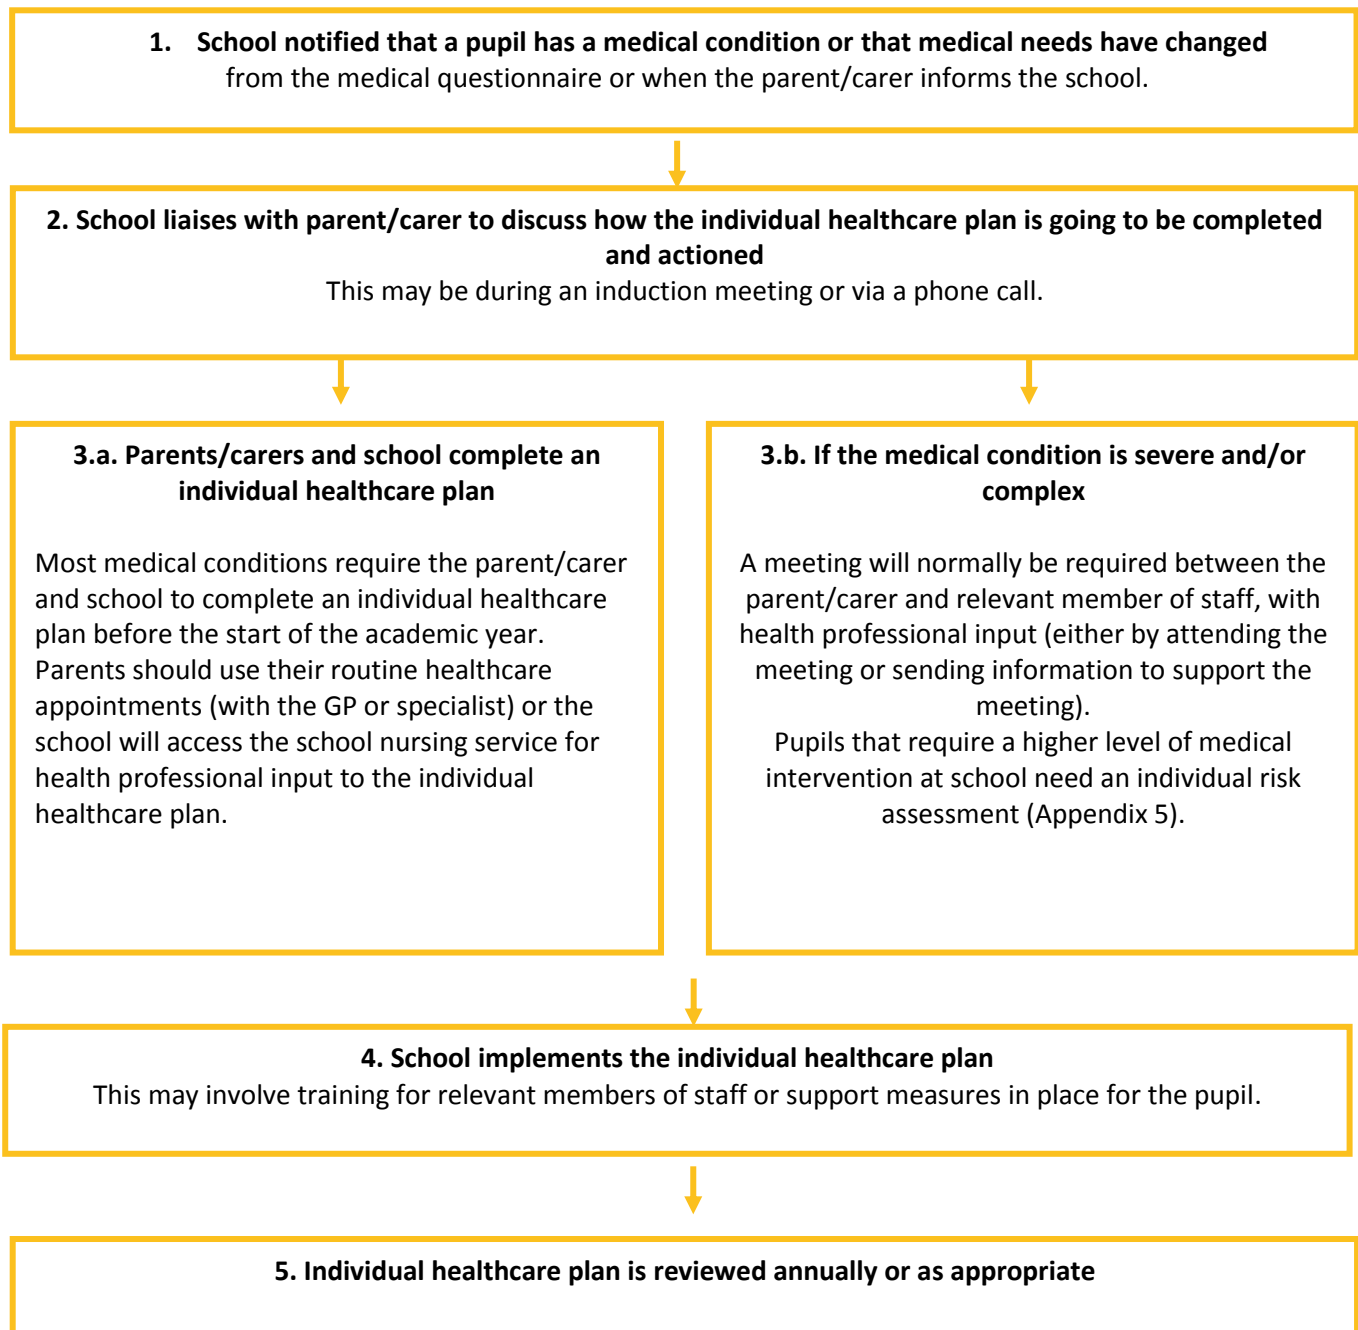 1. School notified that a pupil has a medical condition or that medical needs have changed
from the medical questionnaire or when the parent/carer informs the school.
2. School liaises with parent/carer to discuss how the individual healthcare plan is going to be completed
and actioned
This may be during an induction meeting or via a phone call.
3.a. Parents/carers and school complete an
individual healthcare plan
Most medical conditions require the parent/carer
and school to complete an individual healthcare
plan before the start of the academic year.
Parents should use their routine healthcare
appointments (with the GP or specialist) or the
school will access the school nursing service for
health professional input to the individual
healthcare plan.
3.b. If the medical condition is severe and/or
complex
A meeting will normally be required between the
parent/carer and relevant member of staff, with
health professional input (either by attending the
meeting or sending information to support the
meeting).
Pupils that require a higher level of medical
intervention at school need an individual risk
assessment (Appendix 5).
4. School implements the individual healthcare plan
This may involve training for relevant members of staff or support measures in place for the pupil.
5. Individual healthcare plan is reviewed annually or as appropriate